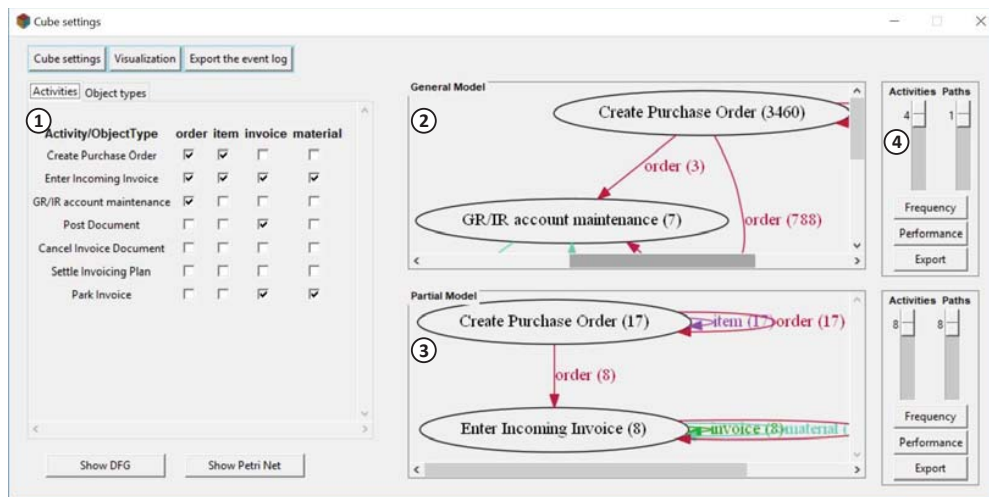 Cube settings
Cube settings Visualization Export the event log
Activities Object types
1
Activity/ObjectType order item invoice material
Create Purchase Order
Enter Incoming Invoice
GR/IR account maintenance
Post Document
Cancel Invoice Document
Settle Invoicing Plan
Park Invoice
Show DFG Show Petri Net
General Model
2
Create Purchase Order (3460)
order (3)
GR/IR account maintenance (7)
order (788)
Activities Paths
4 1
4
Frequency
Performance
Export
Partial Model
Create Purchase Order (17)
item (17) order (17)
3
order (8)
Enter Incoming Invoice (8)
invoice (8) material (
Activities Paths
8 8
Frequency
Performance
Export